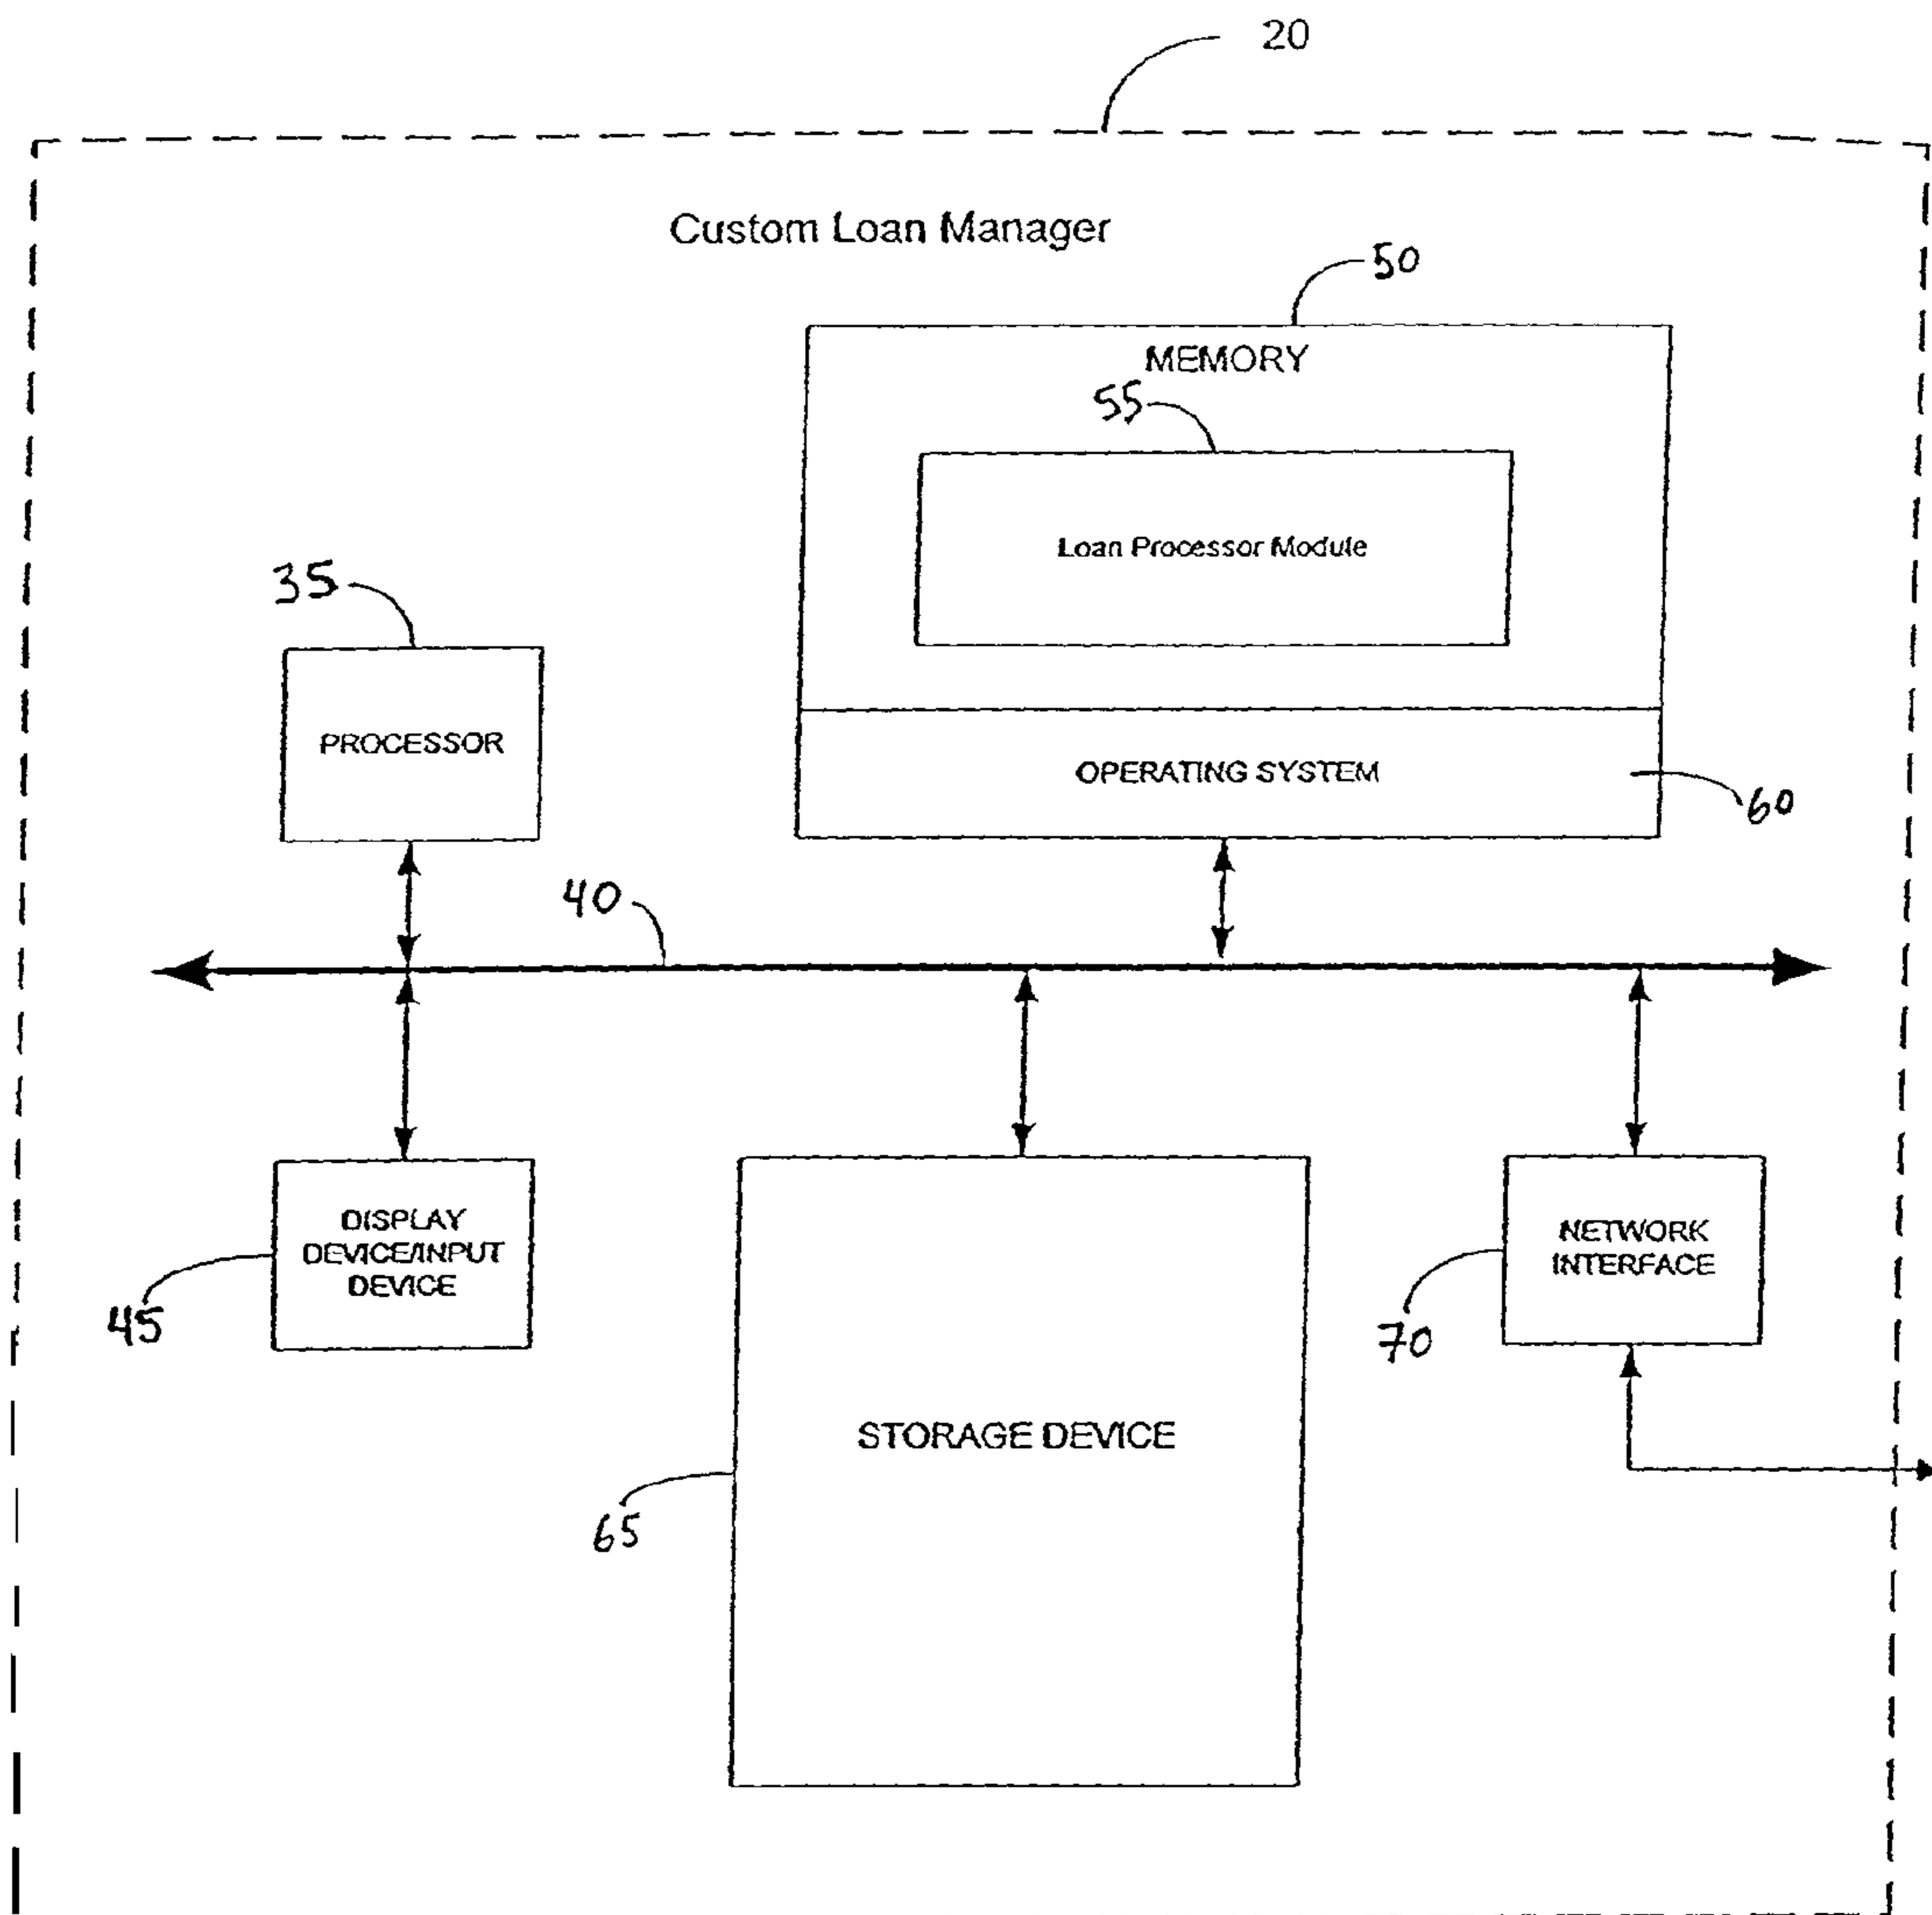 20
Custom Loan Manager
50
MEMORY
55
Loan Processor Module
35
PROCESSOR
OPERATING SYSTEM
60
40
DISPLAY
DEVICE/INPUT
DEVICE
45
NETWORK
INTERFACE
70
STORAGE DEVICE
65